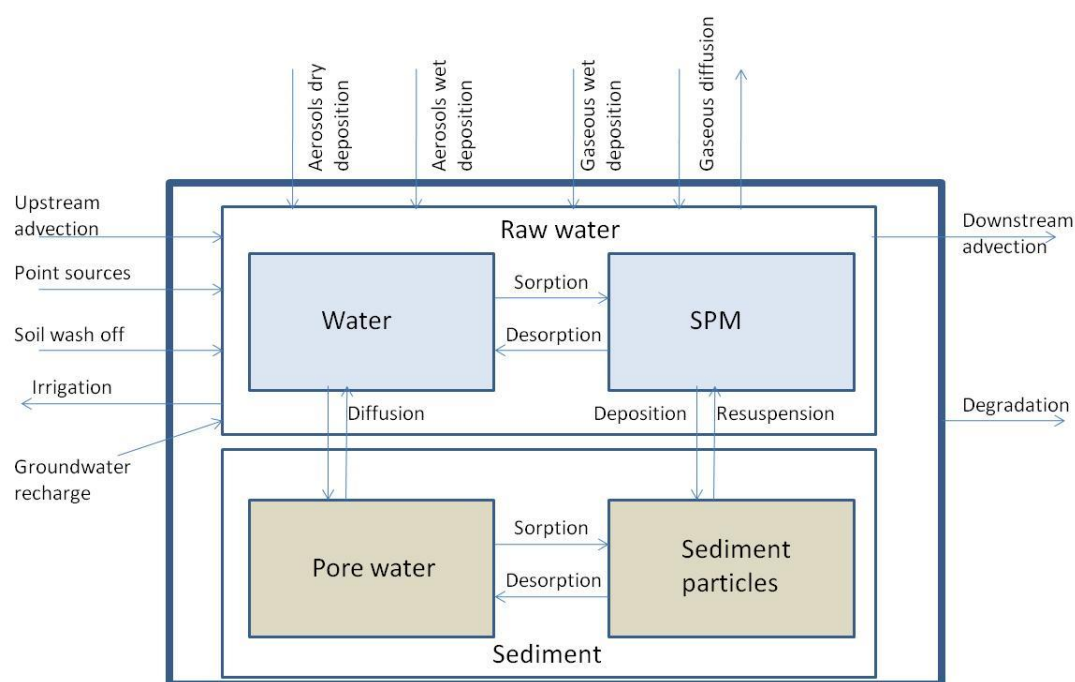 Aerosols dry
deposition
Aerosols wet
deposition
Gaseous wet
deposition
Gaseous diffusion
Upstream
advection
Point sources
Soil wash off
Irrigation
Groundwater
recharge
Raw water
Water
Sorption
Desorption
SPM
Diffusion
Deposition
Resuspension
Downstream
advection
Degradation
Pore water
Sorption
Desorption
Sediment
particles
Sediment